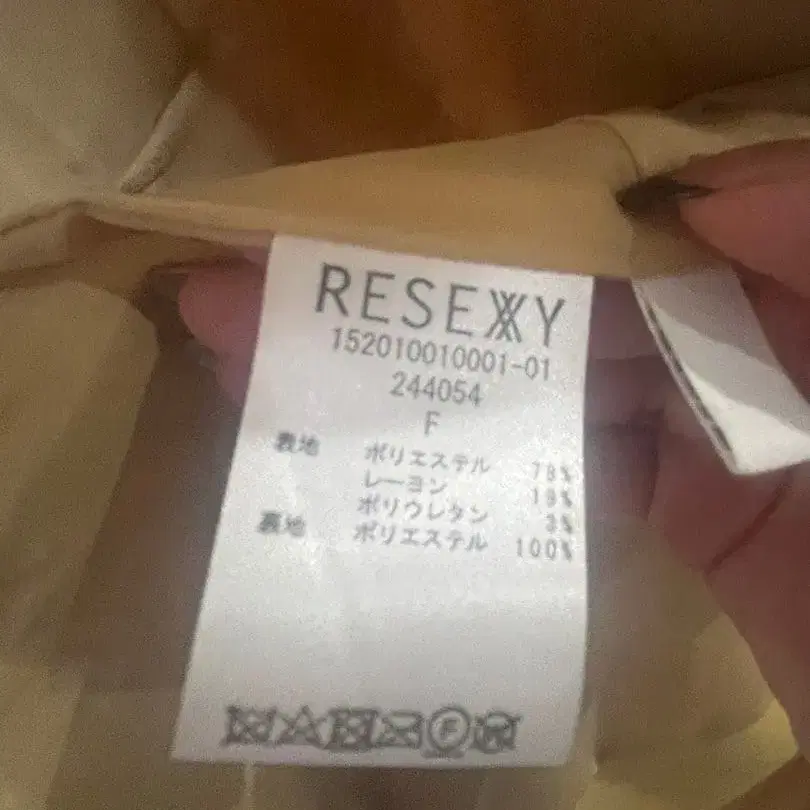 RESEXXY
152010010001-01
244054
F
表地 ポリエステル 78%
レーヨン 19%
ポリウレタン 3%
裏地 ポリエステル 100%
F